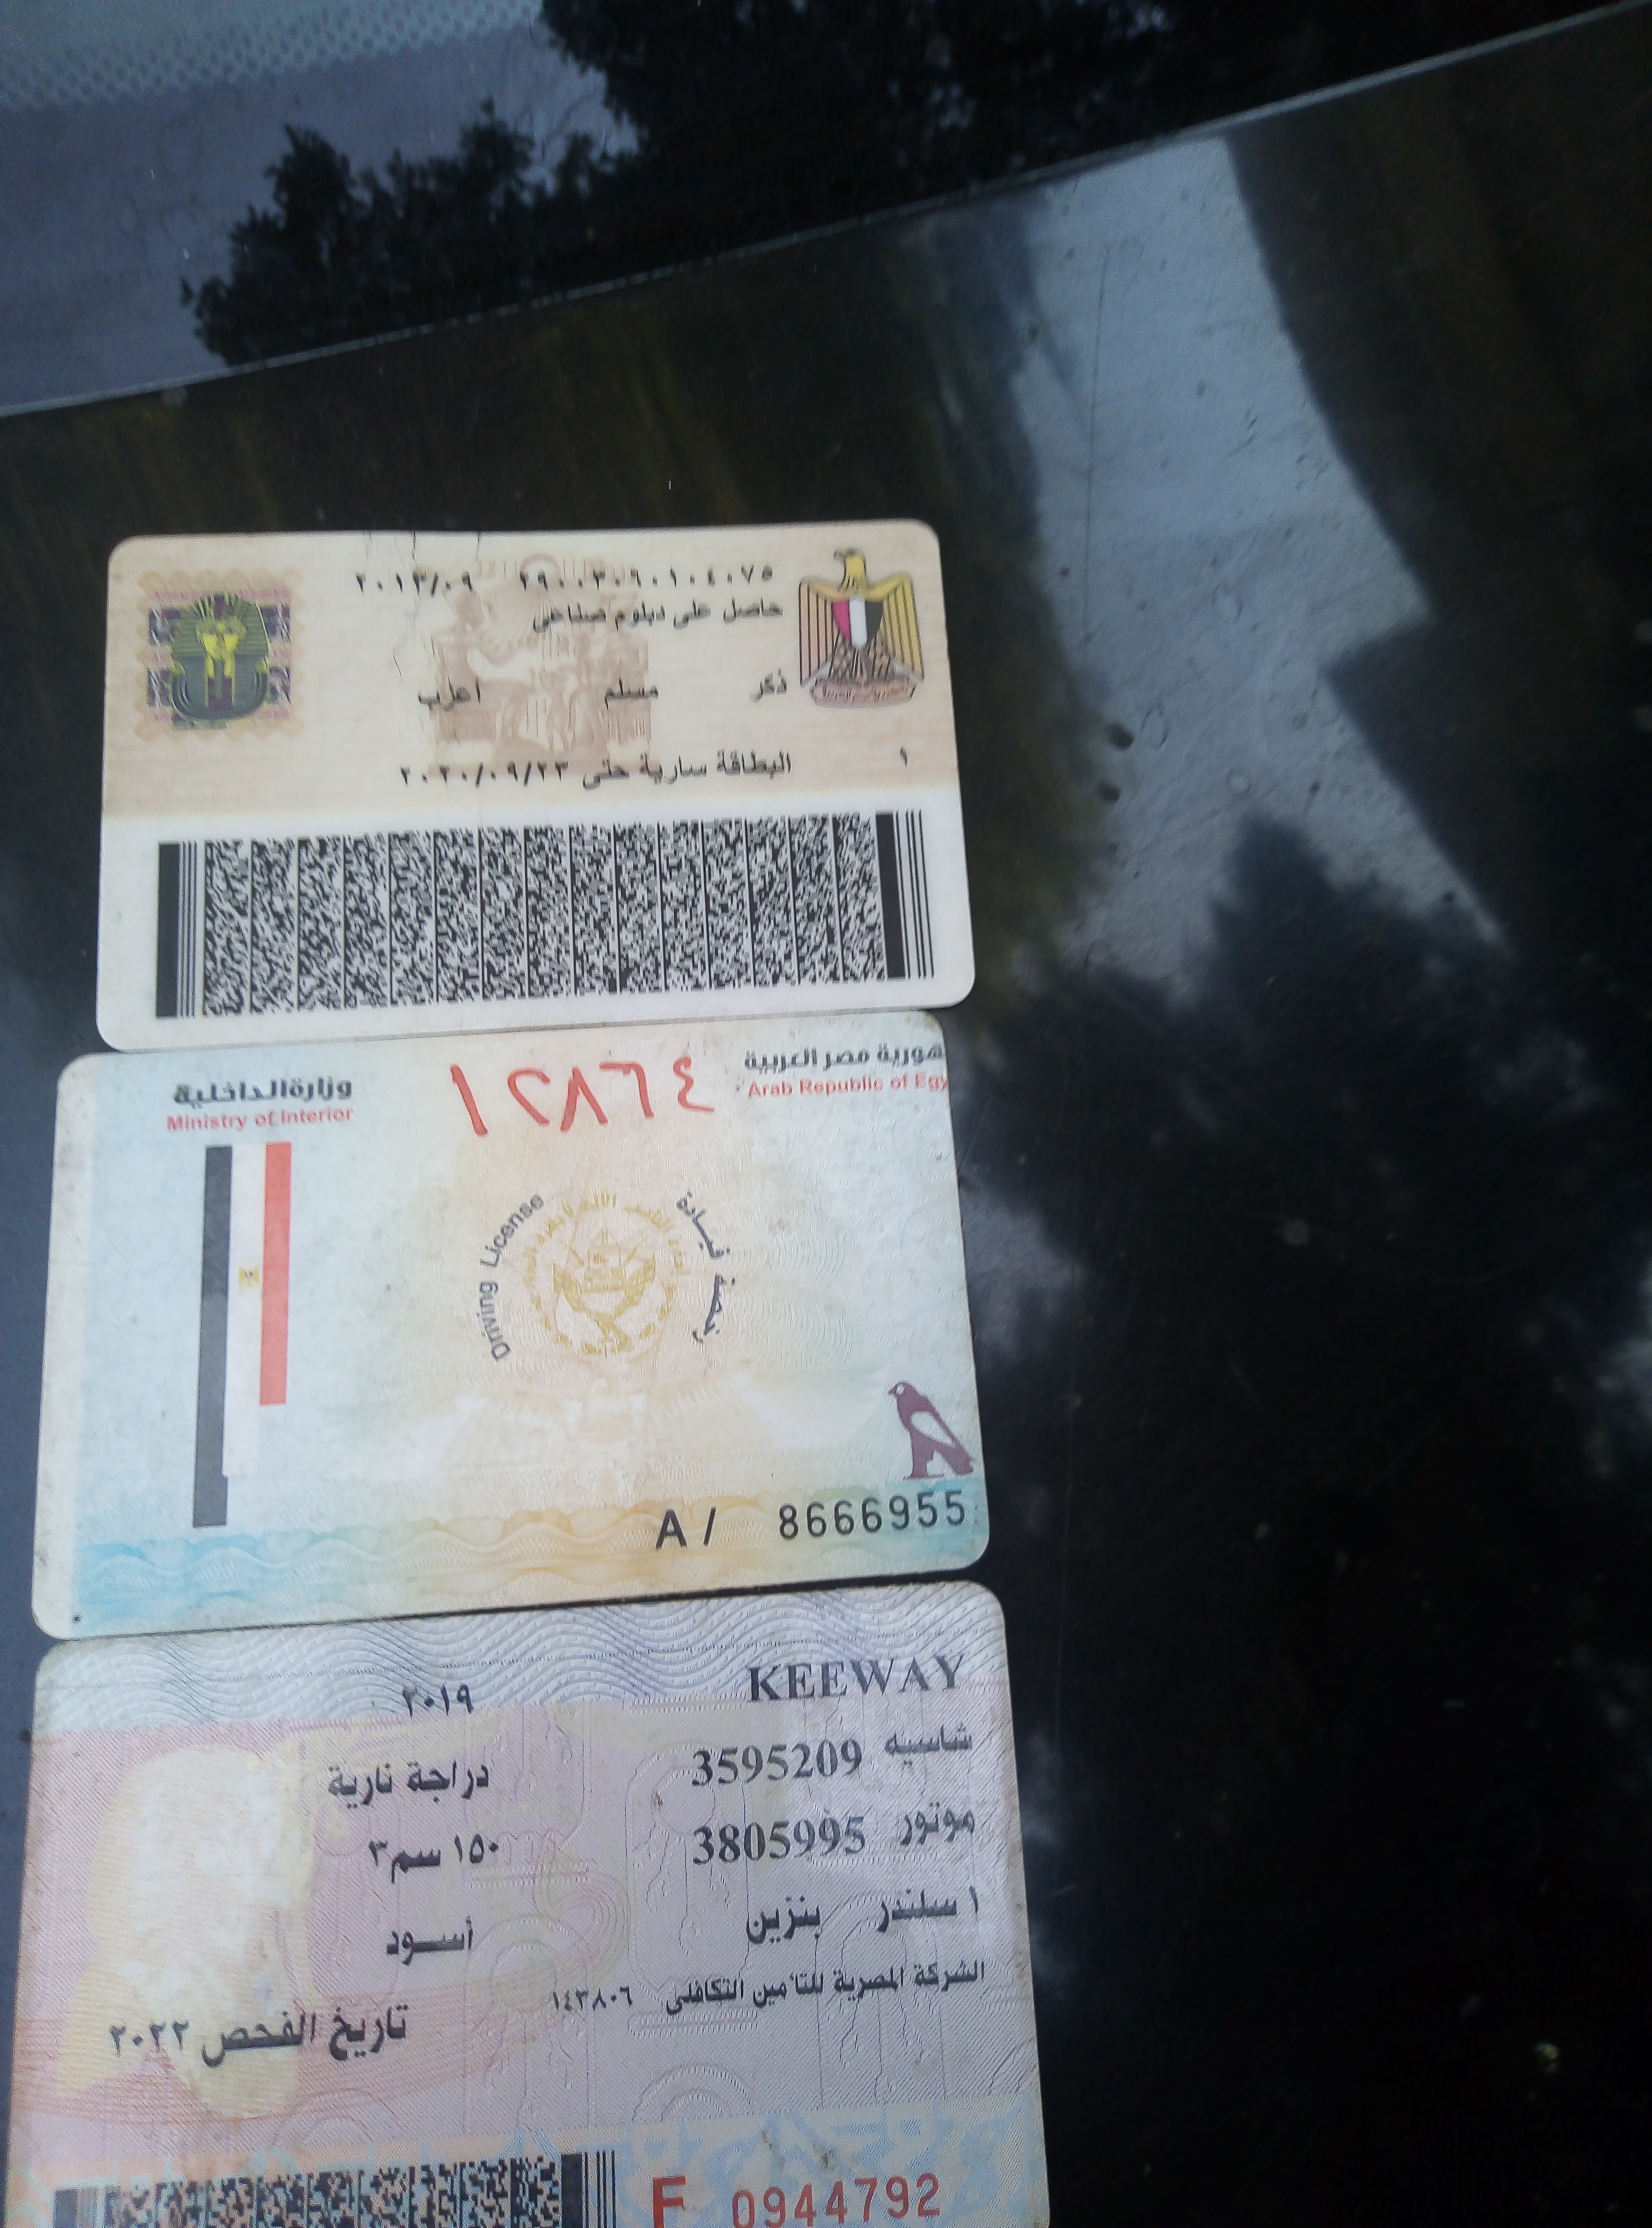 ٢٩٠٠٣٠٩٠١٠٤٠٧٥ ٢٠١٣/٠٩
حاصل على دبلوم صناعي
ذكر مسلم اعزب
البطاقة سارية حتى ٢٠٢٠/٠٩/٢٣
١
هورية مصر العربية
Arab Republic of Egy
١٢٨٦٤
وزارة الداخلية
Ministry of Interior
رخصة قيادة
Driving License
A / 8666955
KEEWAY ٢٠١٩
شاسيه 3595209 دراجة نارية
موتور 3805995 ١٥٠ سم٣
١ سلندر بنزين أسود
الشركة المصرية للتأمين التكافلى ١٤٣٨٠٦
تاريخ الفحص ٢٠٢٢
F 0944792